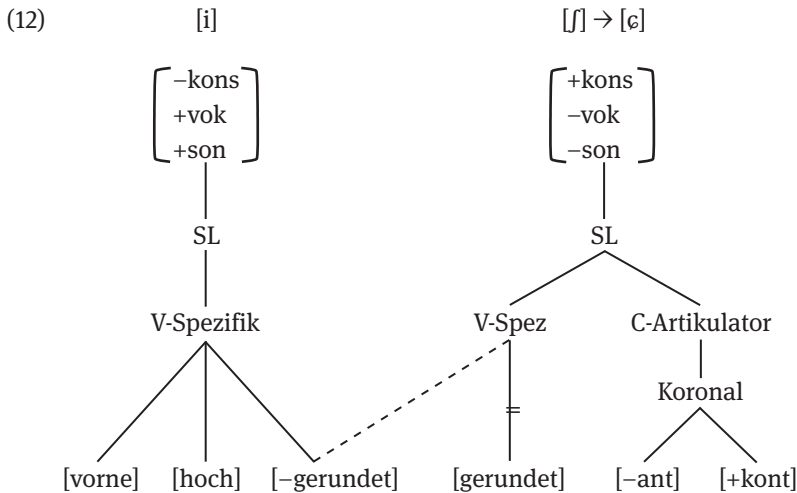 (12) [i] [ʃ] → [ɕ]
−kons +kons
+vok −vok
+son −son
SL SL
V-Spezifik V-Spez C-Artikulator
Koronal
=
[vorne] [hoch] [−gerundet] [gerundet] [−ant] [+kont]